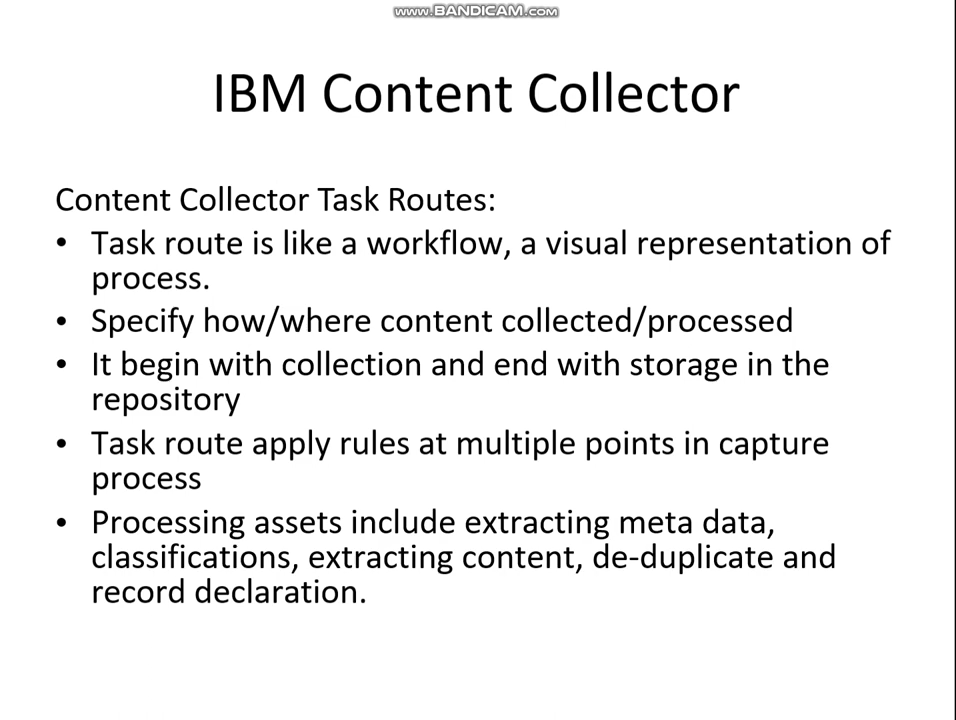 www.BANDICAM.com
IBM Content Collector
Content Collector Task Routes:
• Task route is like a workflow, a visual representation of
process.
• Specify how/where content collected/processed
• It begin with collection and end with storage in the
repository
• Task route apply rules at multiple points in capture
process
• Processing assets include extracting meta data,
classifications, extracting content, de-duplicate and
record declaration.